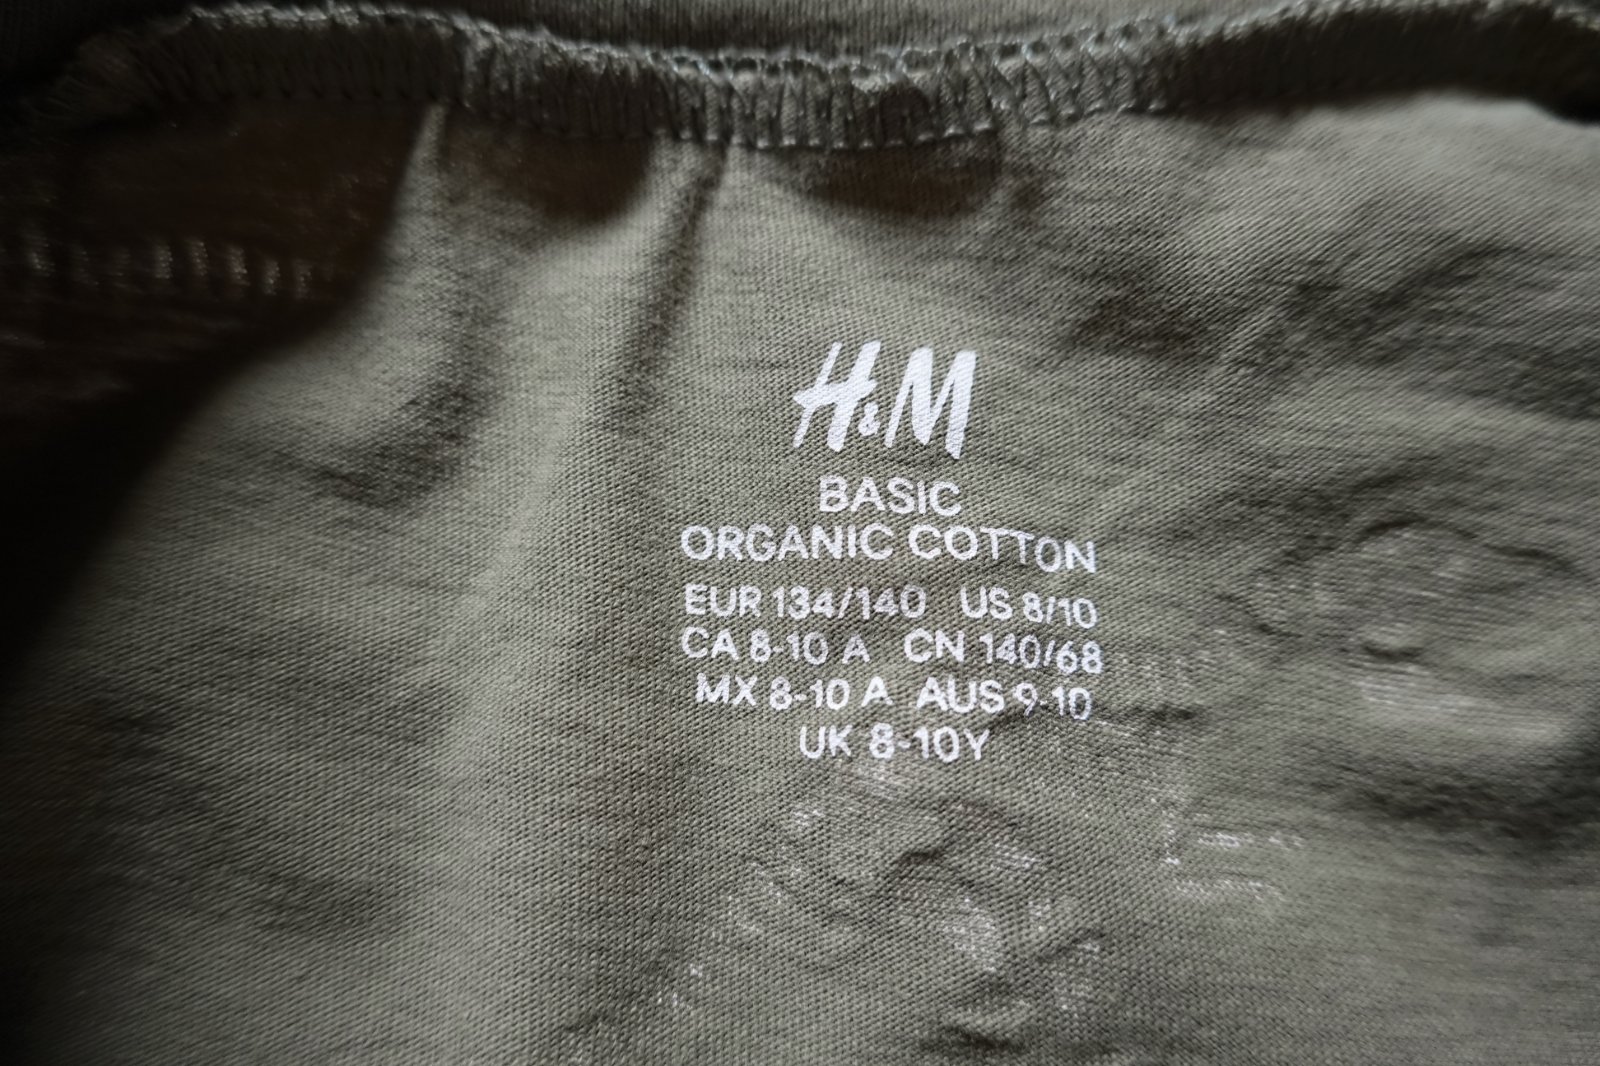 H&M
BASIC
ORGANIC COTTON
EUR 134/140 US 8/10
CA 8-10 A CN 140/68
MX 8-10 A AUS 9-10
UK 8-10Y